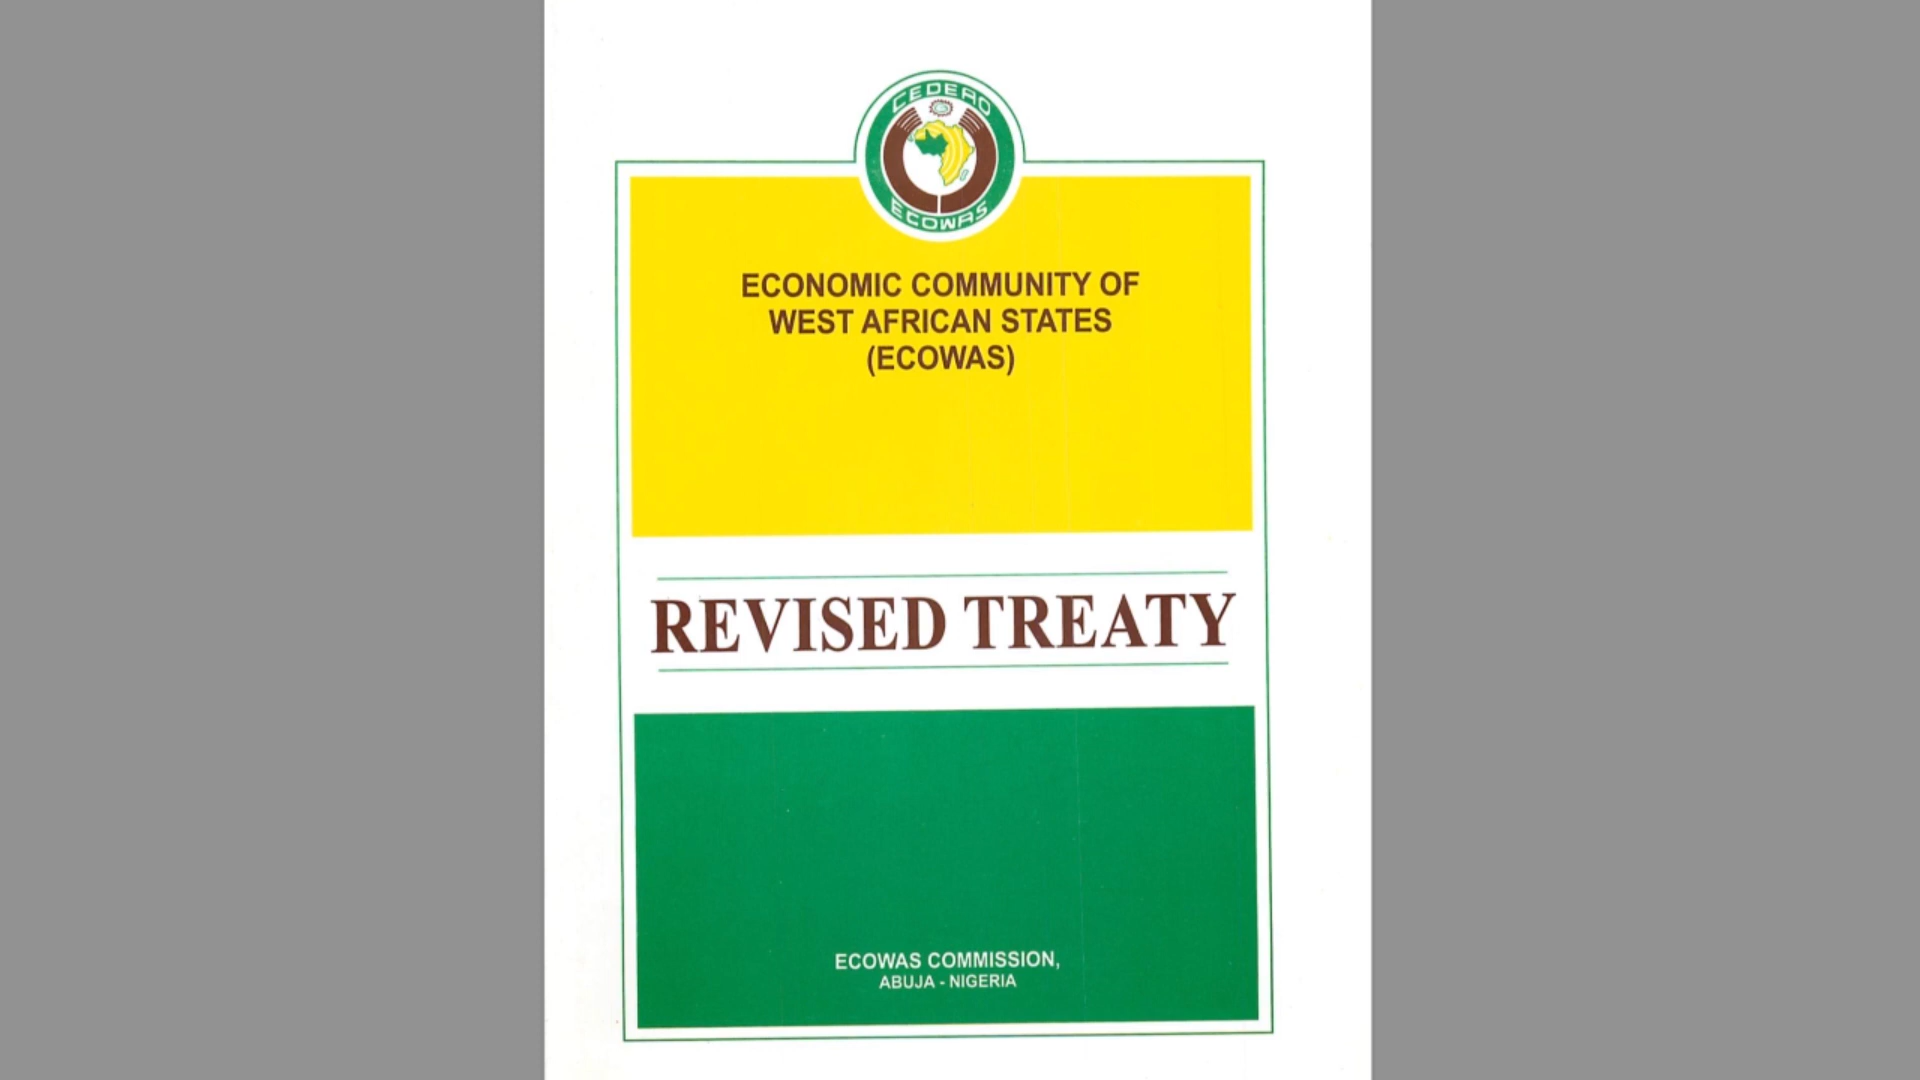 CEDEAO
ECOWAS
ECONOMIC COMMUNITY OF
WEST AFRICAN STATES
(ECOWAS)
REVISED TREATY
ECOWAS COMMISSION,
ABUJA - NIGERIA